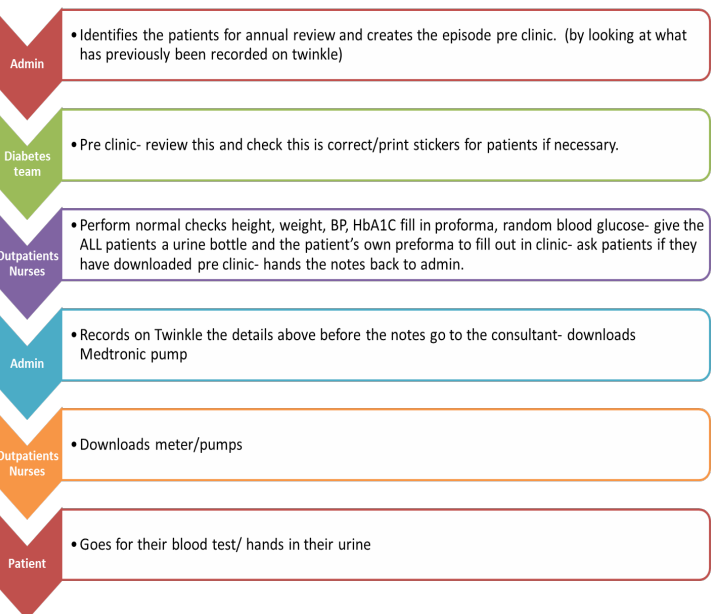 Admin
• Identifies the patients for annual review and creates the episode pre clinic. (by looking at what
has previously been recorded on twinkle)
Diabetes
team
• Pre clinic- review this and check this is correct/print stickers for patients if necessary.
Outpatients
Nurses
• Perform normal checks height, weight, BP, HbA1C fill in proforma, random blood glucose- give the
ALL patients a urine bottle and the patient's own preforma to fill out in clinic- ask patients if they
have downloaded pre clinic- hands the notes back to admin.
Admin
• Records on Twinkle the details above before the notes go to the consultant- downloads
Medtronic pump
Outpatients
Nurses
• Downloads meter/pumps
Patient
• Goes for their blood test/ hands in their urine